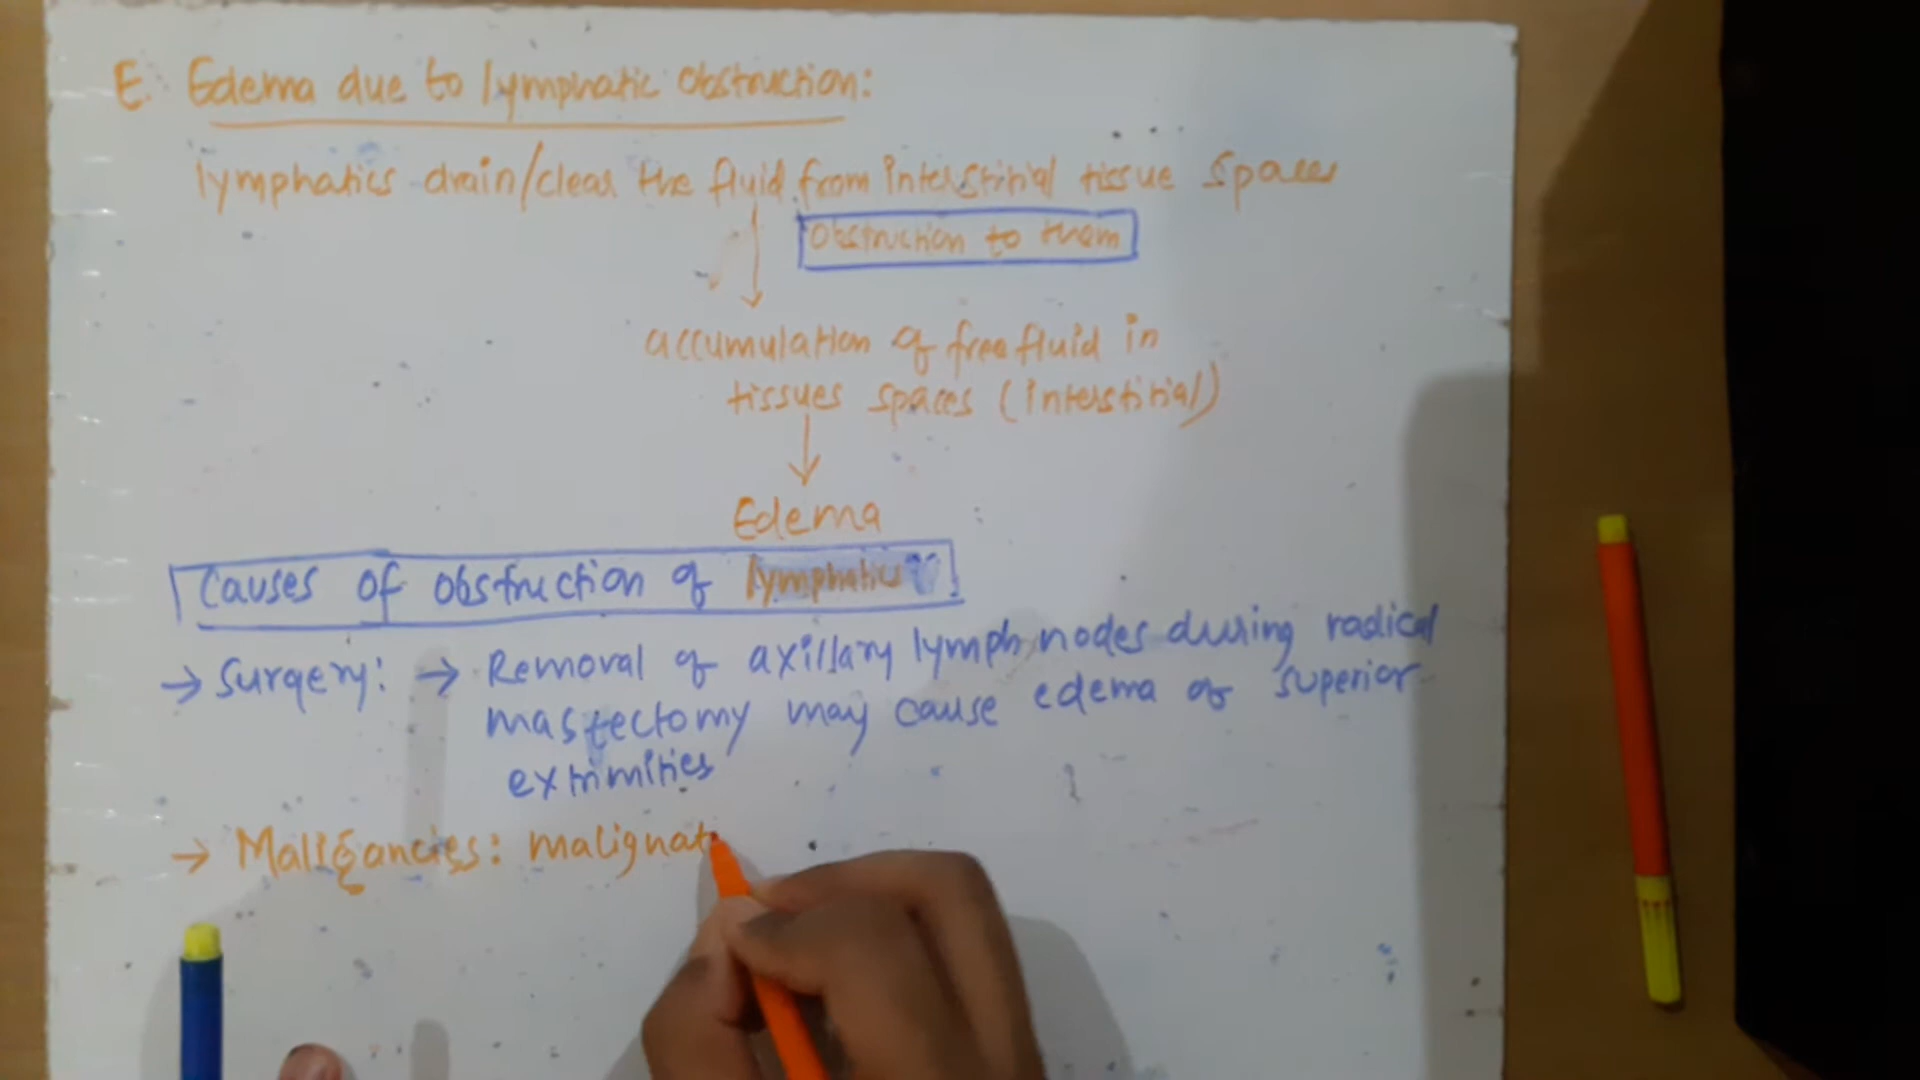 E. Edema due to lymphatic obstruction:
lymphatics drain/clear the fluid from interstitial tissue spaces
obstruction to them
accumulation of free fluid in
tissues spaces (interstitial)
Edema
Causes of obstruction of lymphatics
→ Surgery: → Removal of axillary lymph nodes during radical
mastectomy may cause edema of superior
extrimities
→ Maligancies: malignat